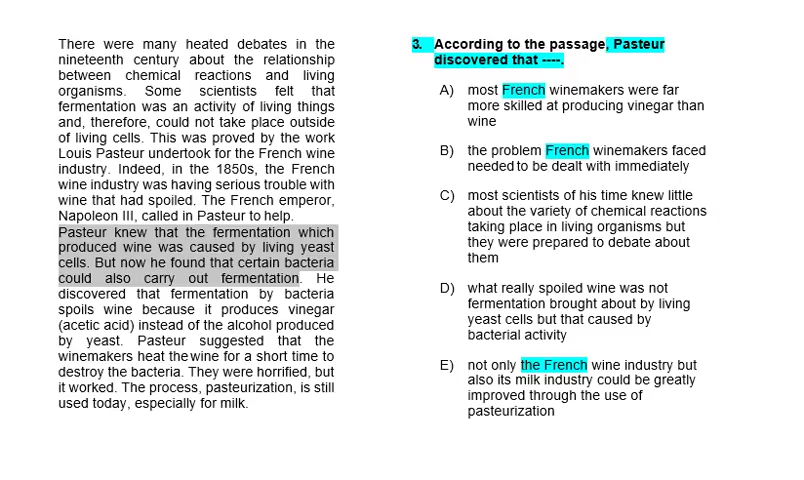 There were many heated debates in the
nineteenth century about the relationship
between chemical reactions and living
organisms. Some scientists felt that
fermentation was an activity of living things
and, therefore, could not take place outside
of living cells. This was proved by the work
Louis Pasteur undertook for the French wine
industry. Indeed, in the 1850s, the French
wine industry was having serious trouble with
wine that had spoiled. The French emperor,
Napoleon III, called in Pasteur to help.
Pasteur knew that the fermentation which
produced wine was caused by living yeast
cells. But now he found that certain bacteria
could also carry out fermentation. He
discovered that fermentation by bacteria
spoils wine because it produces vinegar
(acetic acid) instead of the alcohol produced
by yeast. Pasteur suggested that the
winemakers heat the wine for a short time to
destroy the bacteria. They were horrified, but
it worked. The process, pasteurization, is still
used today, especially for milk.
3. According to the passage, Pasteur
discovered that ----.
A) most French winemakers were far
more skilled at producing vinegar than
wine
B) the problem French winemakers faced
needed to be dealt with immediately
C) most scientists of his time knew little
about the variety of chemical reactions
taking place in living organisms but
they were prepared to debate about
them
D) what really spoiled wine was not
fermentation brought about by living
yeast cells but that caused by
bacterial activity
E) not only the French wine industry but
also its milk industry could be greatly
improved through the use of
pasteurization